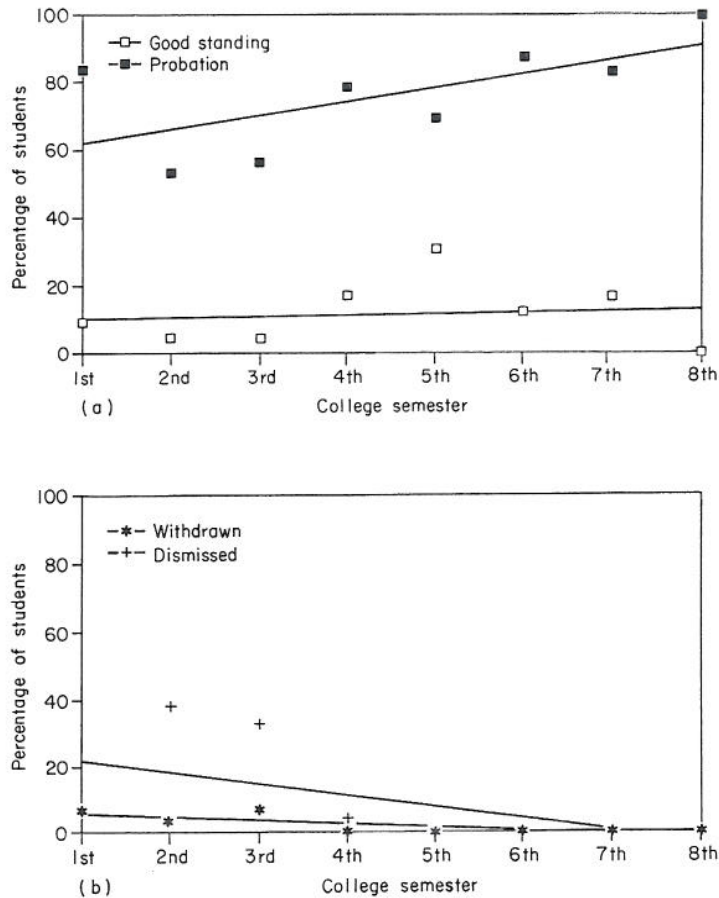 100
80
60
40
20
0
Percentage of students
Good standing
Probation
1st 2nd 3rd 4th 5th 6th 7th 8th
(a) College semester
100
80
60
40
20
0
Percentage of students
Withdrawn
Dismissed
1st 2nd 3rd 4th 5th 6th 7th 8th
(b) College semester